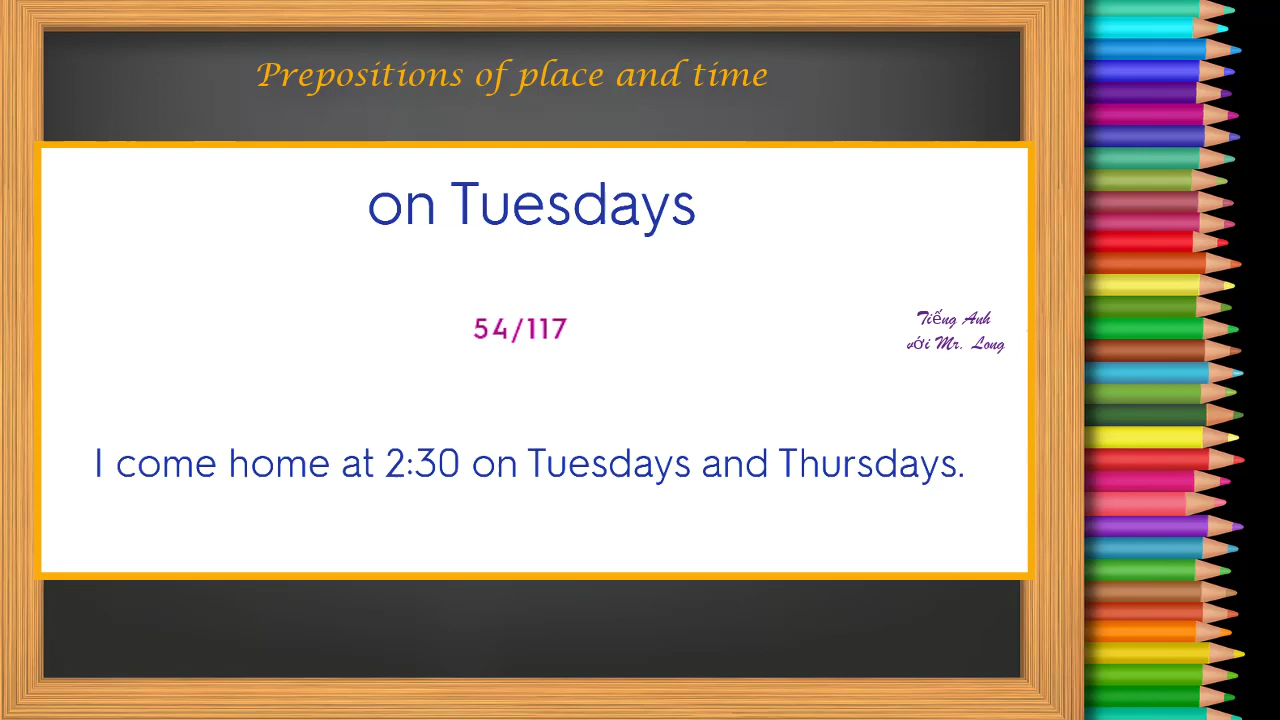 Prepositions of place and time
on Tuesdays
54/117
Tiếng Anh
với Mr. Long
I come home at 2:30 on Tuesdays and Thursdays.